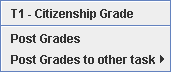 T1 - Citizenship Grade
Post Grades
Post Grades to other task